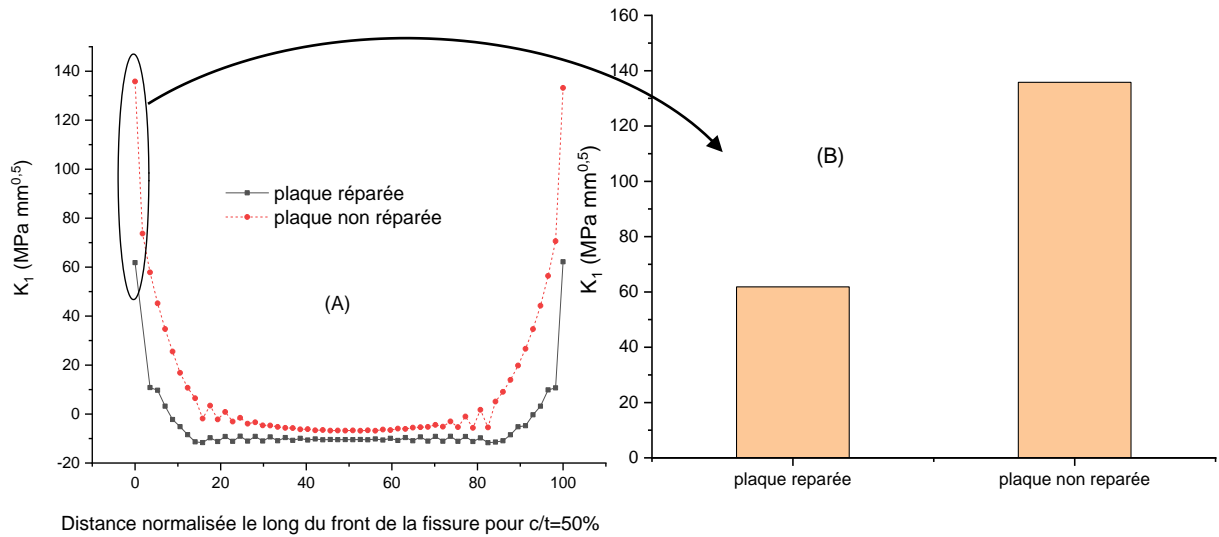 K1 (MPa mm0,5)
140
120
100
80
60
40
20
0
-20
0
20
40
60
80
100
plaque réparée
plaque non réparée
(A)
Distance normalisée le long du front de la fissure pour c/t=50%
K1 (MPa mm0,5)
160
140
120
100
80
60
40
20
0
(B)
plaque reparée
plaque non reparée